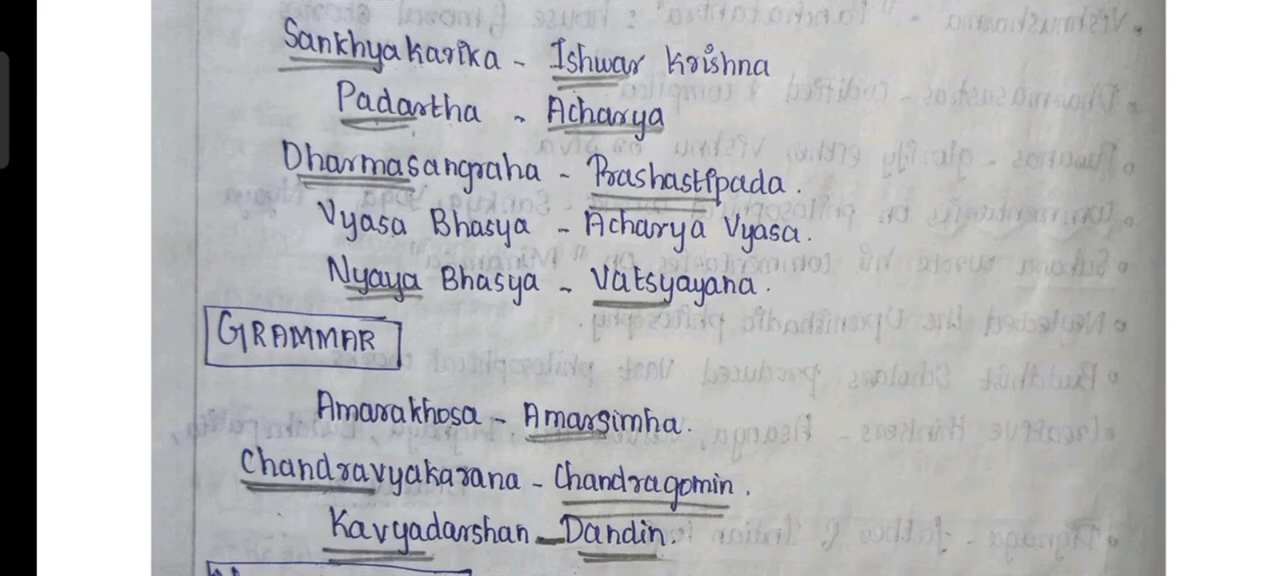 Sankhyakarika - Ishwar Krishna
Padartha - Acharya
Dharmasangraha - Prashastipada.
Vyasa Bhasya - Acharya Vyasa.
Nyaya Bhasya - Vatsyayana.
GRAMMAR
Amarakhosa - Amarsimha.
Chandravyakarana - Chandragomin.
Kavyadarshan - Dandin.